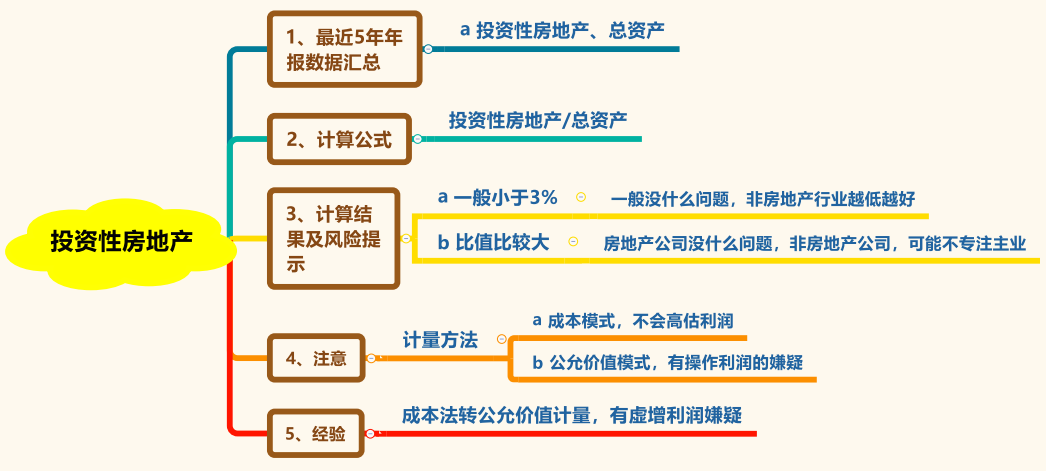 投资性房地产
1、最近5年年
报数据汇总
a 投资性房地产、总资产
2、计算公式
投资性房地产/总资产
3、计算结
果及风险提
示
a 一般小于3%
一般没什么问题，非房地产行业越低越好
b 比值比较大
房地产公司没什么问题，非房地产公司，可能不专注主业
4、注意
计量方法
a 成本模式，不会高估利润
b 公允价值模式，有操作利润的嫌疑
5、经验
成本法转公允价值计量，有虚增利润嫌疑